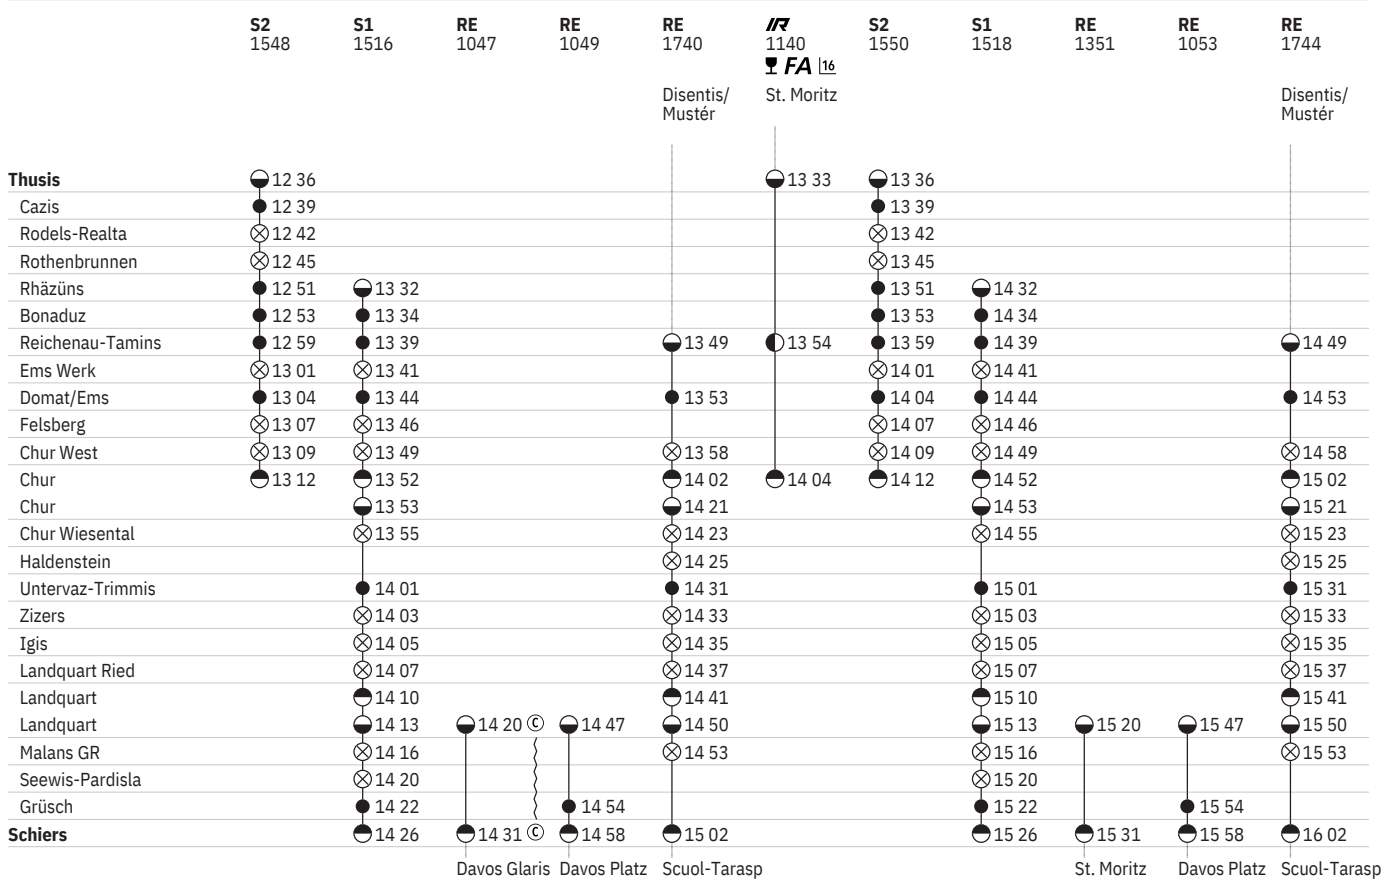 S2 S1 RE RE RE IR S2 S1 RE RE RE
1548 1516 1047 1049 1740 1140 1550 1518 1351 1053 1744
FA 16
Disentis/ St. Moritz Disentis/
Mustér Mustér
Thusis 12 36 13 33 13 36
Cazis 12 39 13 39
Rodels-Realta 12 42 13 42
Rothenbrunnen 12 45 13 45
Rhäzüns 12 51 13 32 13 51 14 32
Bonaduz 12 53 13 34 13 53 14 34
Reichenau-Tamins 12 59 13 39 13 49 13 54 13 59 14 39 14 49
Ems Werk 13 01 13 41 14 01 14 41
Domat/Ems 13 04 13 44 13 53 14 04 14 44 14 53
Felsberg 13 07 13 46 14 07 14 46
Chur West 13 09 13 49 13 58 14 09 14 49 14 58
Chur 13 12 13 52 14 02 14 04 14 12 14 52 15 02
Chur 13 53 14 21 14 53 15 21
Chur Wiesental 13 55 14 23 14 55 15 23
Haldenstein 14 25 15 25
Untervaz-Trimmis 14 01 14 31 15 01 15 31
Zizers 14 03 14 33 15 03 15 33
Igis 14 05 14 35 15 05 15 35
Landquart Ried 14 07 14 37 15 07 15 37
Landquart 14 10 14 41 15 10 15 41
Landquart 14 13 14 20 © 14 47 14 50 15 13 15 20 15 47 15 50
Malans GR 14 16 14 53 15 16 15 53
Seewis-Pardisla 14 20 15 20
Grüsch 14 22 14 54 15 22 15 54
Schiers 14 26 14 31 © 14 58 15 02 15 26 15 31 15 58 16 02
Davos Glaris Davos Platz Scuol-Tarasp St. Moritz Davos Platz Scuol-Tarasp